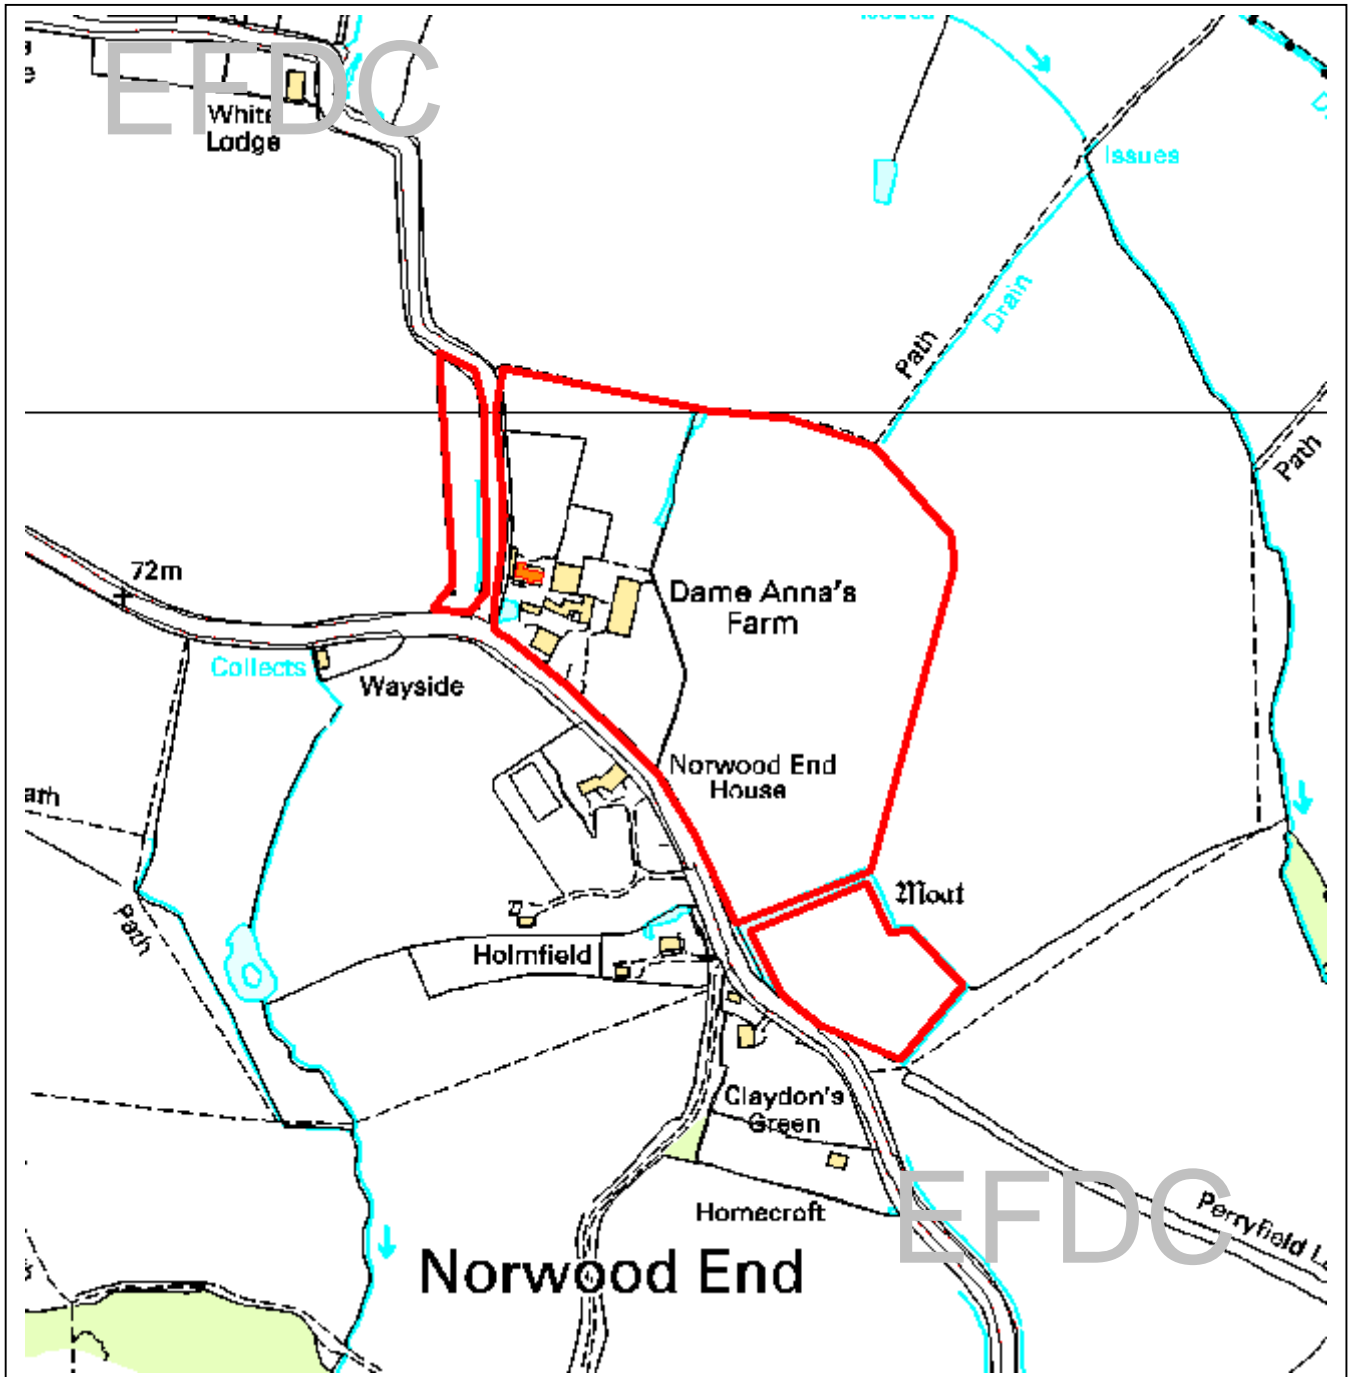 EFDC
White
Lodge
Issues
Drain
Path
Path
72m
Dame Anna's
Farm
Collects
Wayside
Norwood End
House
Moat
Path
Holmfield
Claydon's
Green
Homecroft
EFDC
Perryfield L
Norwood End